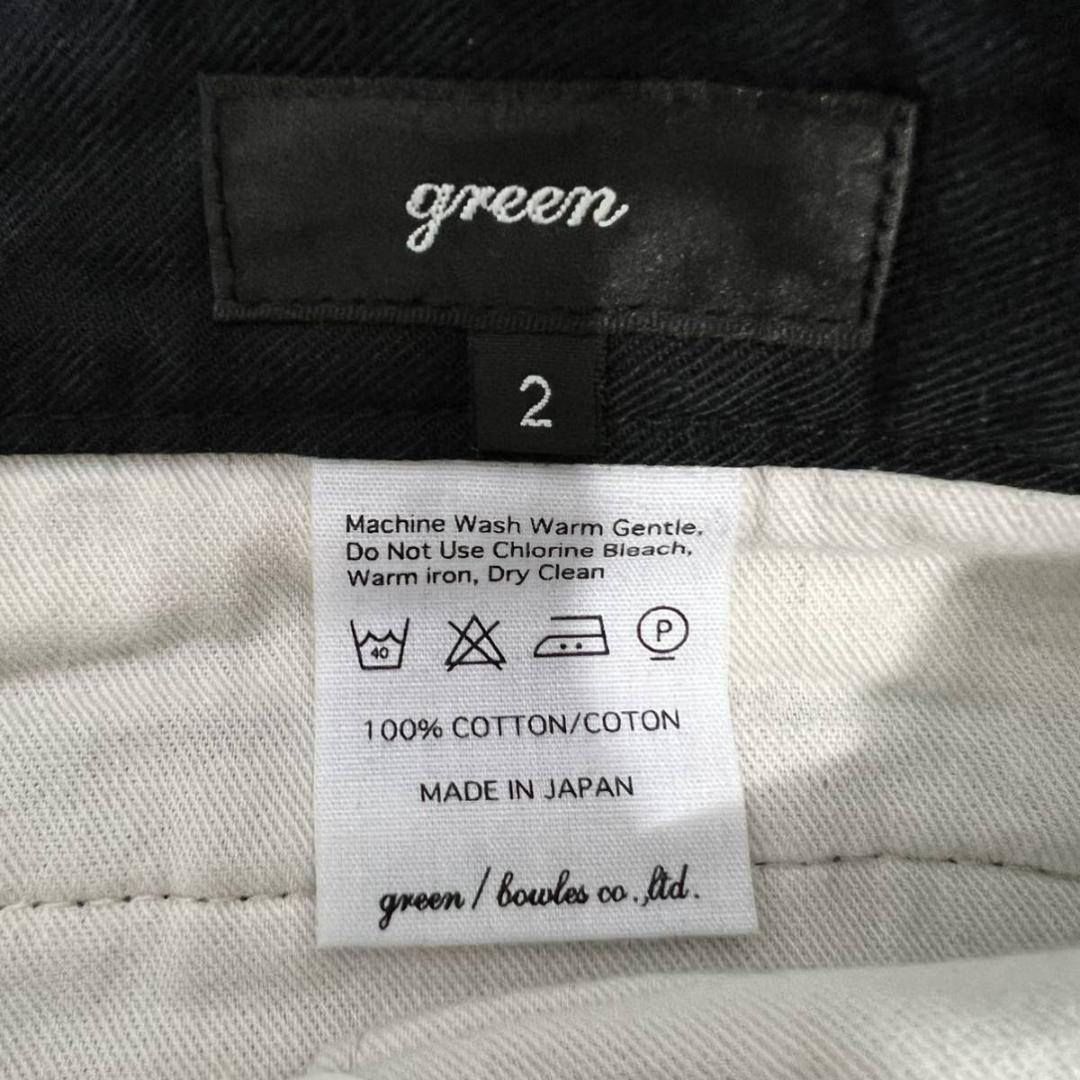 green
2
Machine Wash Warm Gentle,
Do Not Use Chlorine Bleach,
Warm iron, Dry Clean
40 P
100% COTTON/COTON
MADE IN JAPAN
green / bowles co.,ltd.